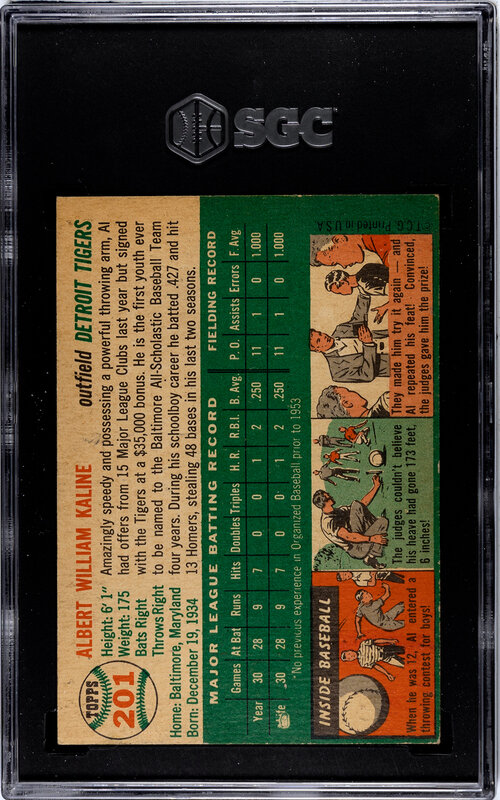 SGC
TOPPS
201
ALBERT WILLIAM KALINE
outfield DETROIT TIGERS
Height: 6' 1"
Weight: 175
Bats Right
Throws Right
Home: Baltimore, Maryland
Born: December 19, 1934
Amazingly speedy and possessing a powerful throwing arm, Al
had offers from 15 Major League Clubs last year but signed
with the Tigers at a $35,000 bonus. He is the first youth ever
to be named to the Baltimore All-Scholastic Baseball Team
four years. During his schoolboy career he batted .427 and hit
13 Homers, stealing 48 bases in his last two seasons.
MAJOR LEAGUE BATTING RECORD FIELDING RECORD
Games At Bat Runs Hits Doubles Triples H.R. R.B.I. B. Avg. P.O. Assists Errors F. Avg.
Year 30 28 9 7 0 0 1 2 .250 11 1 0 1.000
Life 30 28 9 7 0 0 1 2 .250 11 1 0 1.000
*No previous experience in Organized Baseball prior to 1953
INSIDE BASEBALL
When he was 12, Al entered a
throwing contest for boys!
The judges couldn't believe
his heave had gone 173 feet,
6 inches!
They made him try it again — and
Al repeated his feat! Convinced,
the judges gave him the prize!
©T.C.G. Printed in U.S.A.